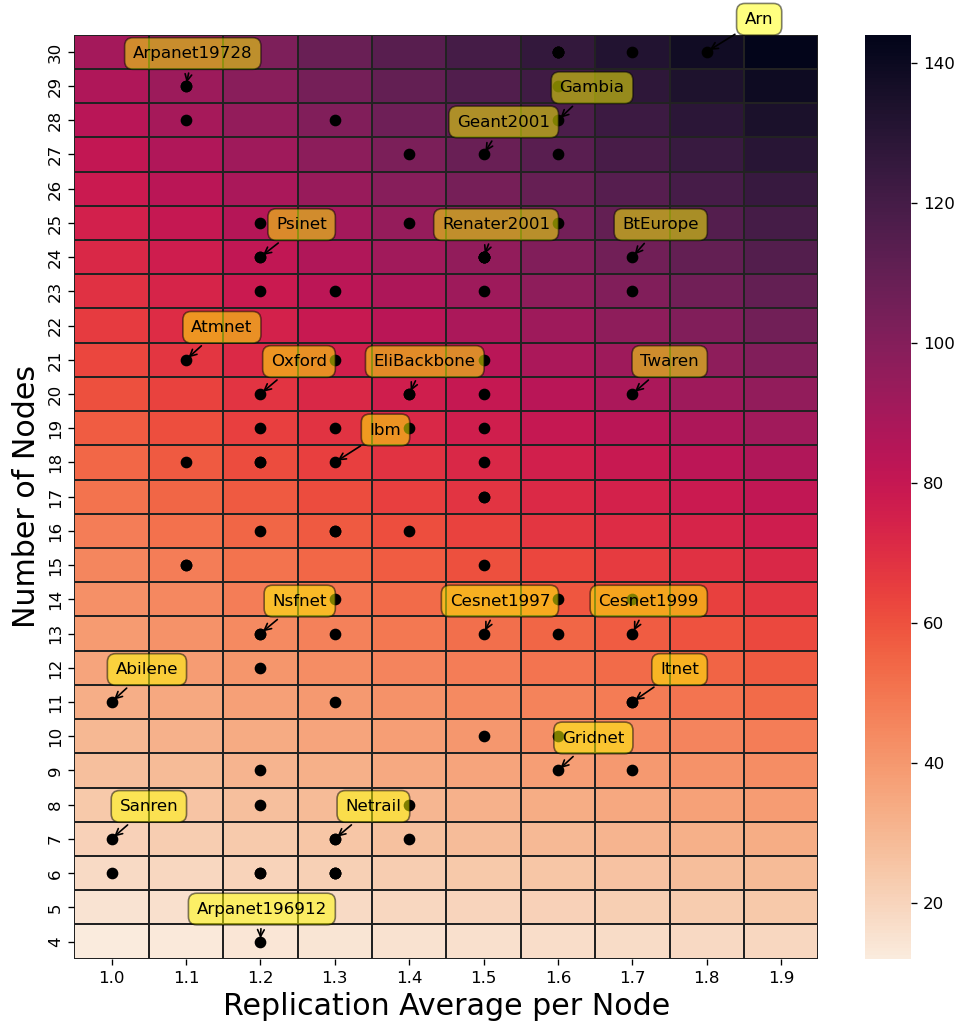 Arn
30
Arpanet19728
140
29
Gambia
28
Geant2001
27
26
120
25
Psinet
Renater2001
BtEurope
24
23
22
Atmnet
100
21
Oxford
EliBackbone
Twaren
20
19
Ibm
18
80
17
16
15
14
Nsfnet
Cesnet1997
Cesnet1999
60
13
12
Abilene
Itnet
11
10
Gridnet
40
9
8
Sanren
Netrail
7
6
5
Arpanet196912
20
4
Number of Nodes
1.0 1.1 1.2 1.3 1.4 1.5 1.6 1.7 1.8 1.9
Replication Average per Node